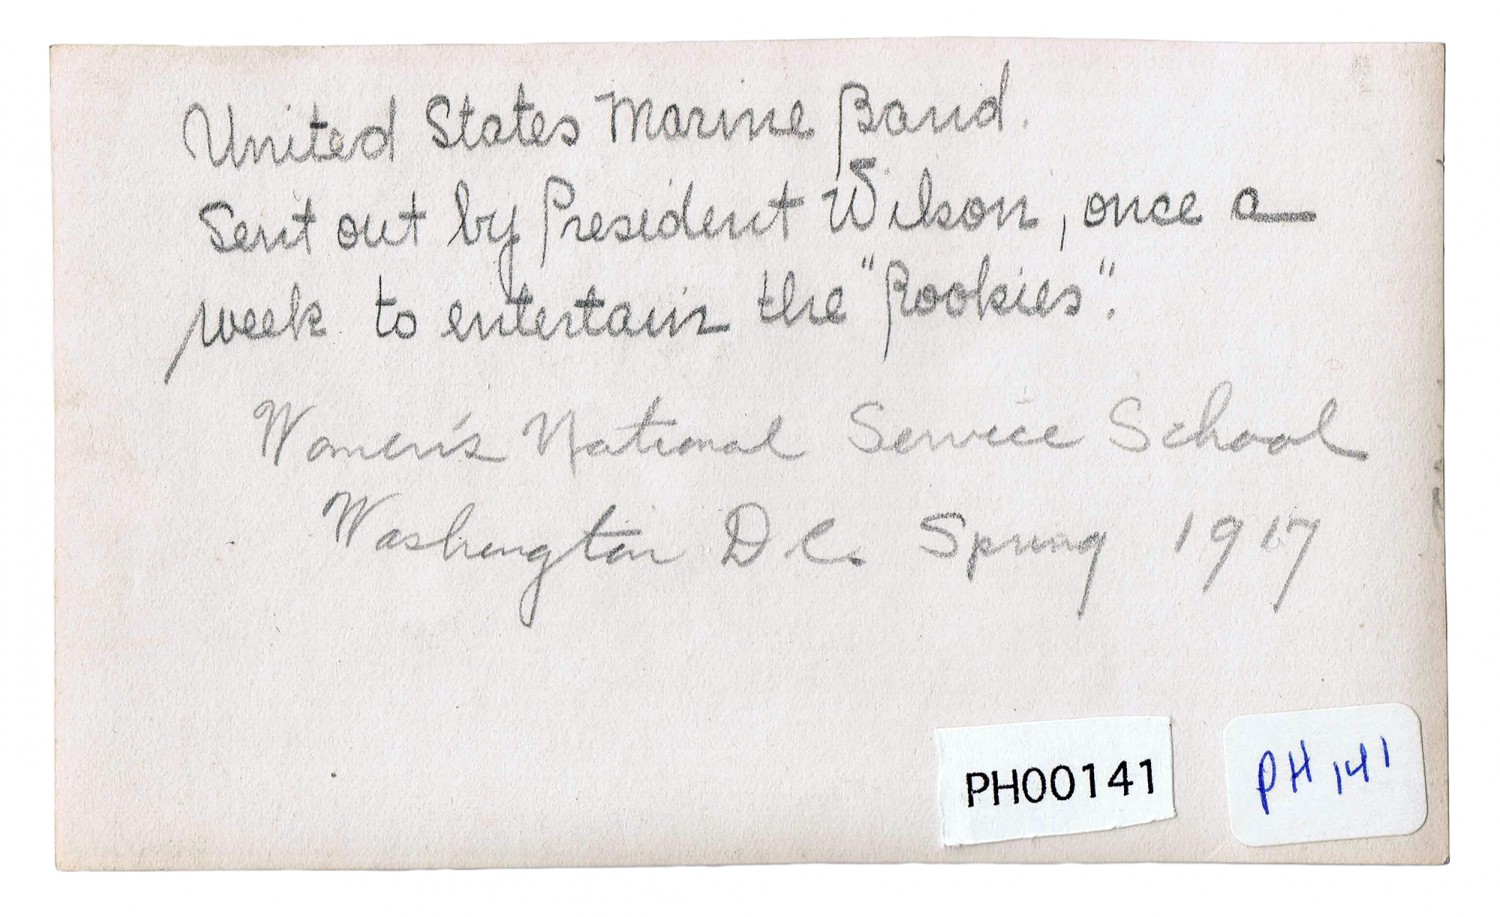 United States Marine Band.
Sent out by President Wilson, once a
week to entertain the "Rookies".
Women's National Service School
Washington D.C. Spring 1917
PH00141
PH 141